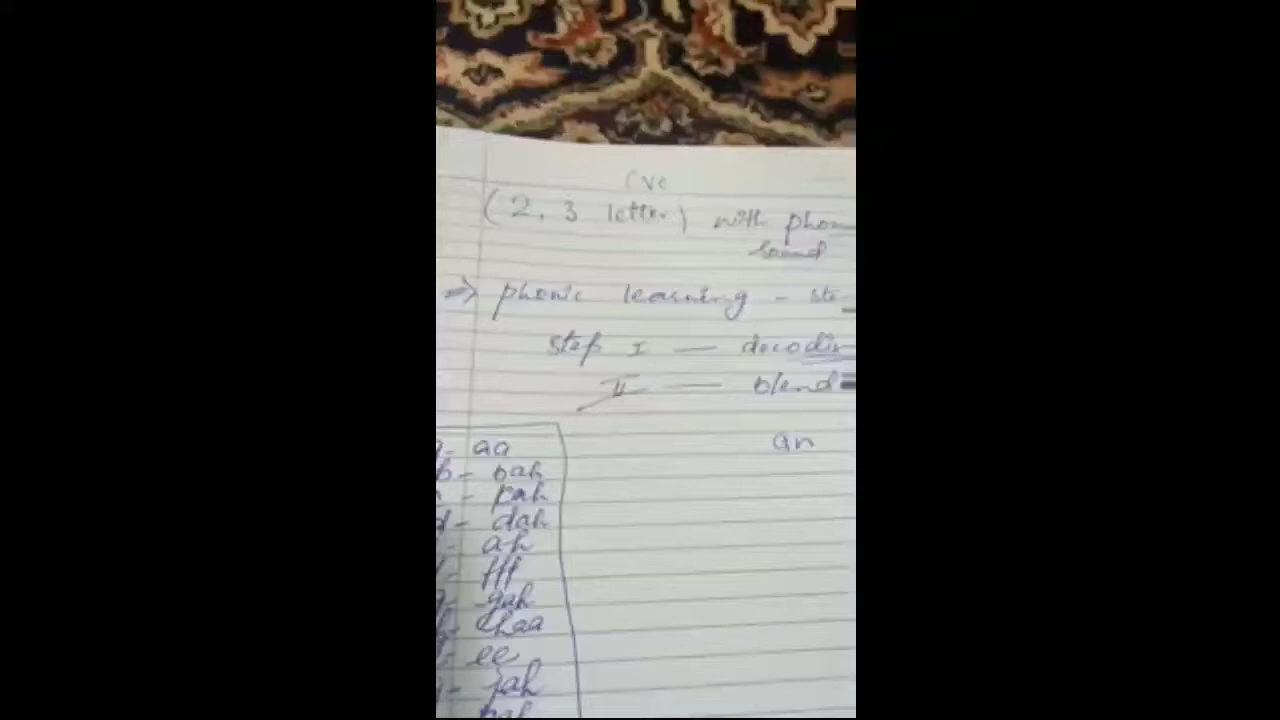 CVC
(2, 3 letter) with phon
sound
⇒ phonic learning - ste
step I — decodin
II — blend
an
a- aa
b- bah
- kah
d- dah
- ah
f- fff
g- gah
h- haa
- ee
j- jah